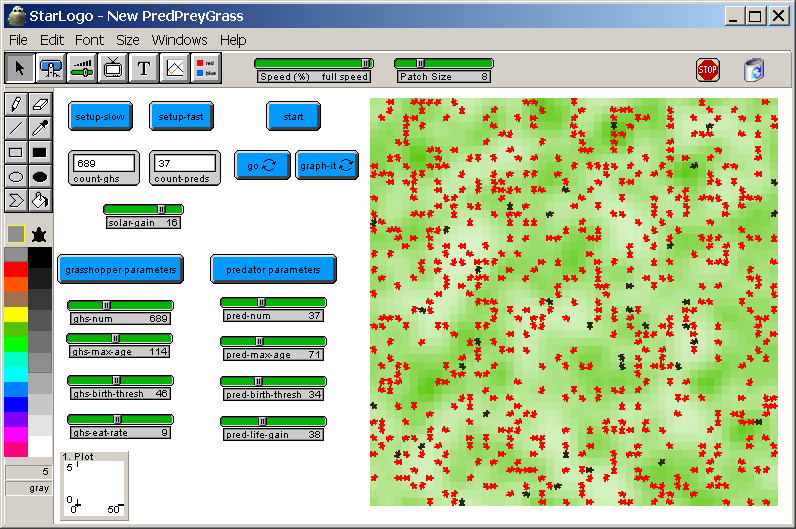 StarLogo - New PredPreyGrass
File Edit Font Size Windows Help
T
red
blue
Speed (%) full speed
Patch Size 8
STOP
setup-slow
setup-fast
start
689
count-ghs
37
count-preds
go
graph-it
solar-gain 16
grasshopper parameters
predator parameters
ghs-num 689
pred-num 37
ghs-max-age 114
pred-max-age 71
ghs-birth-thresh 46
pred-birth-thresh 34
ghs-eat-rate 9
pred-life-gain 38
1. Plot
5
0
0 50
5
gray